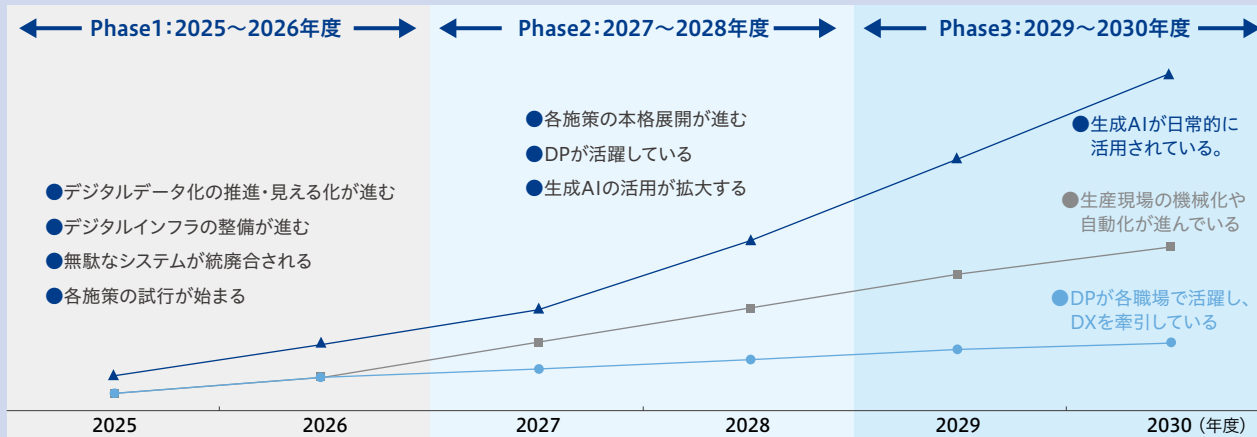 Phase1：2025～2026年度
Phase2：2027～2028年度
Phase3：2029～2030年度
●デジタルデータ化の推進・見える化が進む
●デジタルインフラの整備が進む
●無駄なシステムが統廃合される
●各施策の試行が始まる
●各施策の本格展開が進む
●DPが活躍している
●生成AIの活用が拡大する
●生成AIが日常的に
活用されている。
●生産現場の機械化や
自動化が進んでいる
●DPが各職場で活躍し、
DXを牽引している
2025 2026 2027 2028 2029 2030（年度）